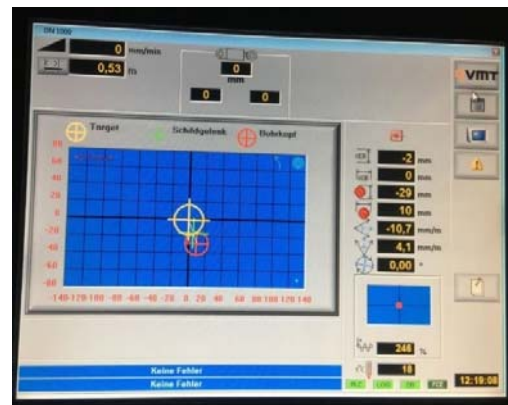 DN 1000
0 mm/min
0,53 m
0
mm
0 0
VMT
Target Schildgelenk Bohrkopf
80
60
40
20
0
-20
-40
-60
-80
-140 -120 -100 -80 -60 -40 -20 0 20 40 60 80 100 120 140
-2 mm
0 mm
-29 mm
10 mm
-10,7 mm/m
4,1 mm/m
0,00 °
246 %
18
Keine Fehler
Keine Fehler
12:19:08